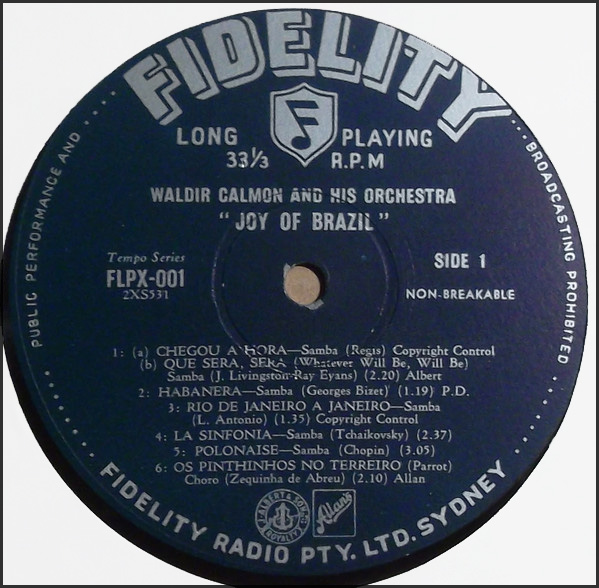 FIDELITY
LONG PLAYING
33⅓ R.P.M
WALDIR CALMON AND HIS ORCHESTRA
"JOY OF BRAZIL"
Tempo Series
FLPX-001
2XS531
SIDE 1
NON-BREAKABLE
1: (a) CHEGOU A HORA—Samba (Regis) Copyright Control
(b) QUE SERA, SERA (Whatever Will Be, Will Be)
Samba (J. Livingston-Ray Evans) (2.20) Albert
2: HABANERA—Samba (Georges Bizet) (1.19) P.D.
3: RIO DE JANEIRO A JANEIRO—Samba
(L. Antonio) (1.35) Copyright Control
4: LA SINFONIA—Samba (Tchaikovsky) (2.37)
5: POLONAISE—Samba (Chopin) (3.05)
6: OS PINTHINHOS NO TERREIRO (Parrot)
Choro (Zequinha de Abreu) (2.10) Allan
J. ALBERT & SON
ROYALTY
Allans
PUBLIC PERFORMANCE AND ...... BROADCASTING PROHIBITED
FIDELITY RADIO PTY. LTD. SYDNEY